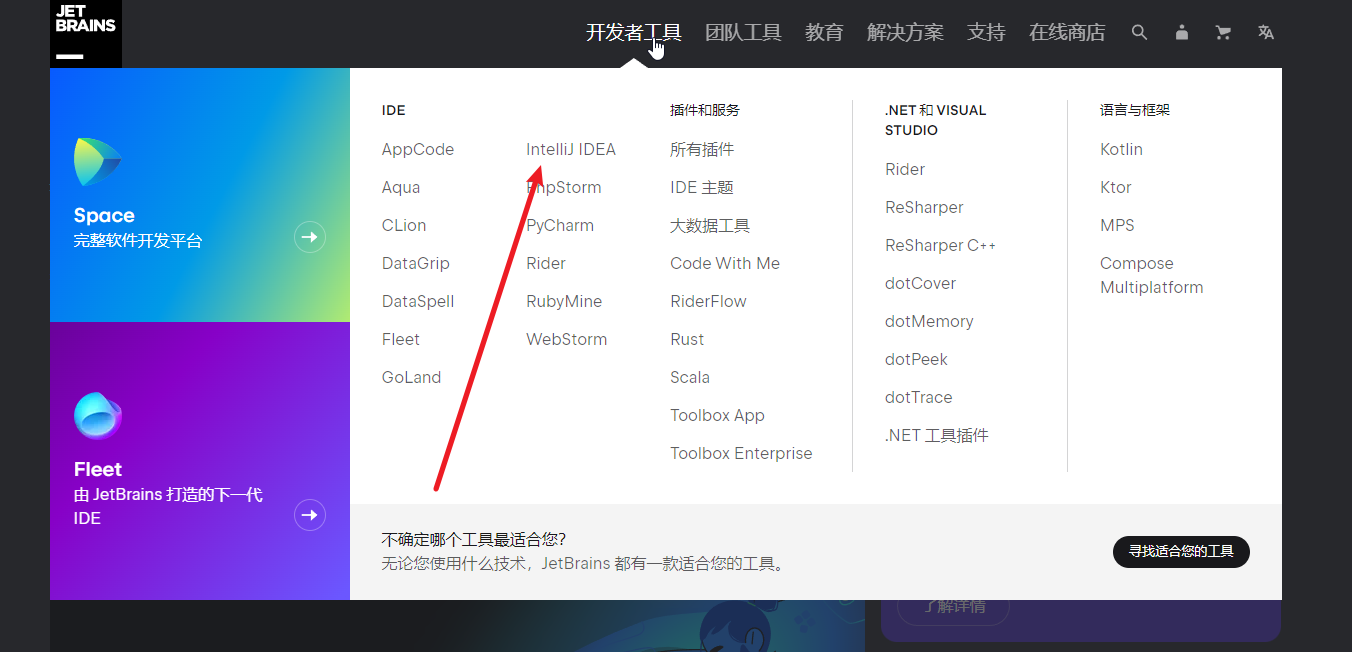 JET
BRAINS
开发者工具
团队工具
教育
解决方案
支持
在线商店
Space
完整软件开发平台
Fleet
由 JetBrains 打造的下一代
IDE
IDE
AppCode
Aqua
CLion
DataGrip
DataSpell
Fleet
GoLand
IntelliJ IDEA
PhpStorm
PyCharm
Rider
RubyMine
WebStorm
插件和服务
所有插件
IDE 主题
大数据工具
Code With Me
RiderFlow
Rust
Scala
Toolbox App
Toolbox Enterprise
.NET 和 VISUAL
STUDIO
Rider
ReSharper
ReSharper C++
dotCover
dotMemory
dotPeek
dotTrace
.NET 工具插件
语言与框架
Kotlin
Ktor
MPS
Compose
Multiplatform
不确定哪个工具最适合您?
无论您使用什么技术，JetBrains 都有一款适合您的工具。
寻找适合您的工具
了解详情